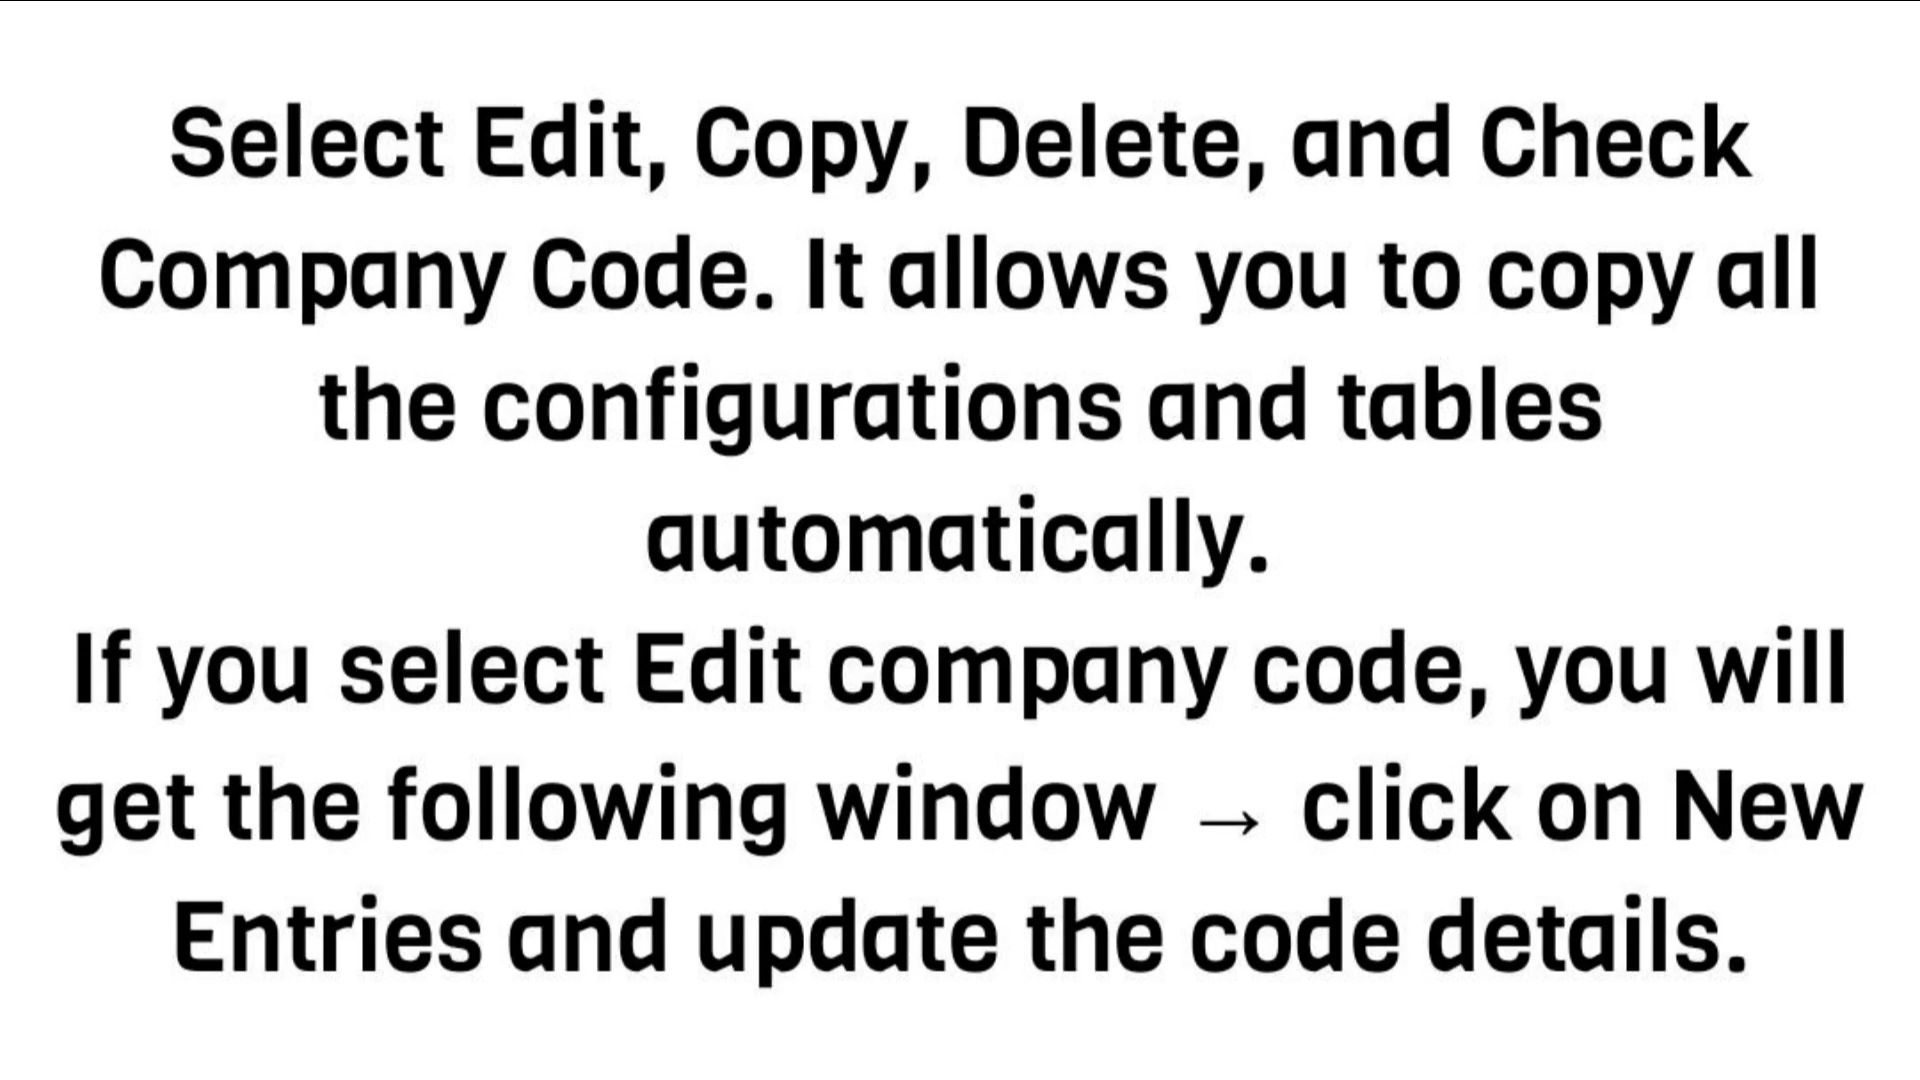 Select Edit, Copy, Delete, and Check
Company Code. It allows you to copy all
the configurations and tables
automatically.
If you select Edit company code, you will
get the following window → click on New
Entries and update the code details.